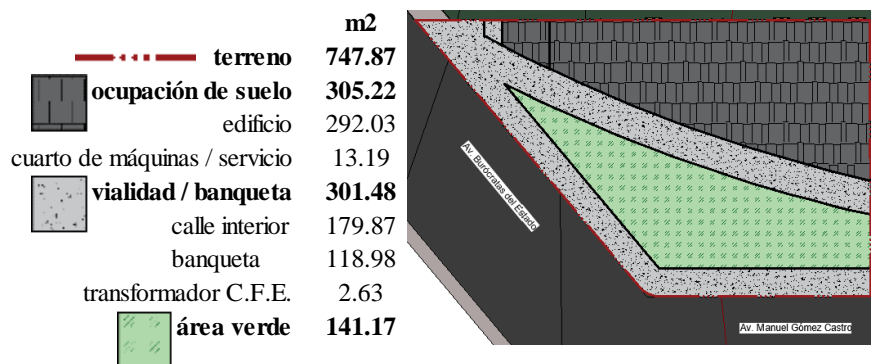 m2
terreno 747.87
ocupación de suelo 305.22
edificio 292.03
cuarto de máquinas / servicio 13.19
vialidad / banqueta 301.48
calle interior 179.87
banqueta 118.98
transformador C.F.E. 2.63
área verde 141.17
Av. Burócratas del Estado
Av. Manuel Gómez Castro